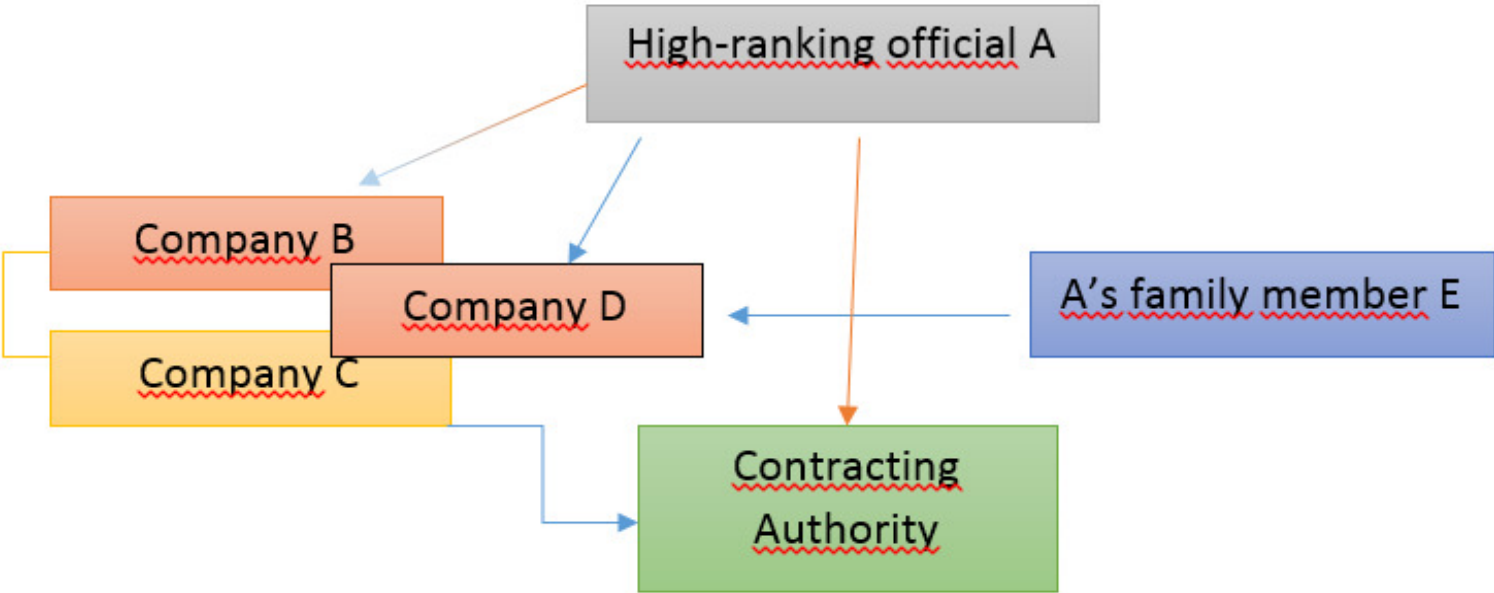 High-ranking official A
Company B
Company D
A’s family member E
Company C
Contracting
Authority